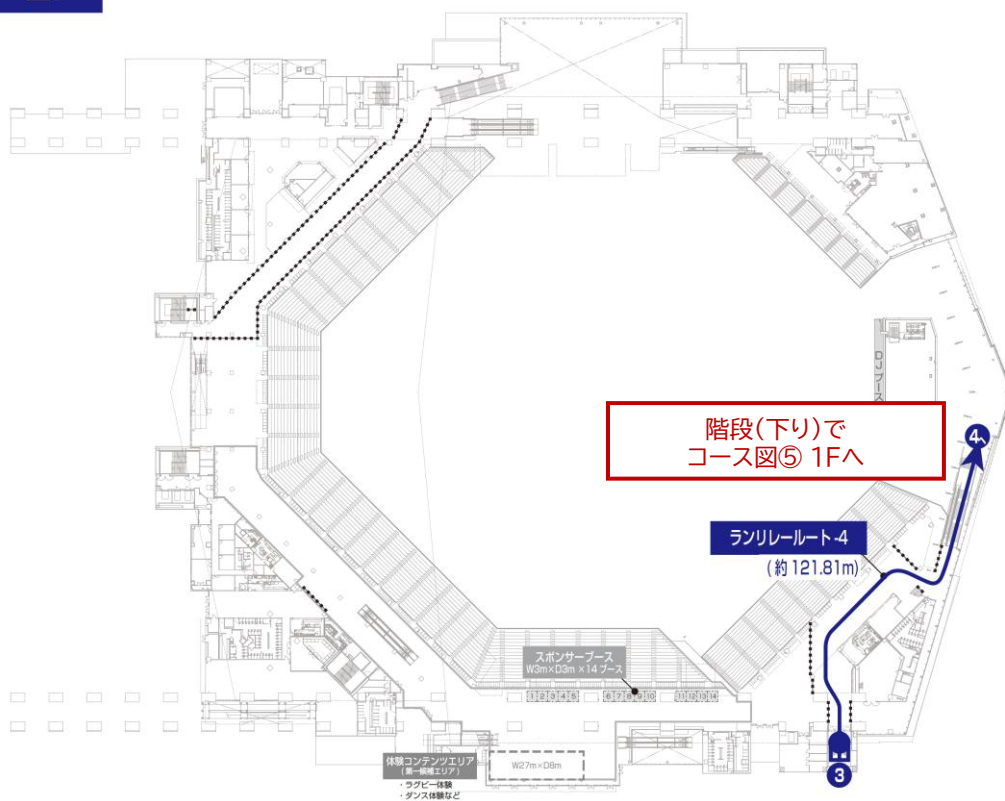 DJブース
階段(下り)で
コース図⑤ 1Fへ
4へ
ランリレールート-4
(約121.81m)
スポンサーブース
W3m×D3m×14ブース
1 2 3 4 5
6 7 8 9 10
11 12 13 14
体験コンテンツエリア
(第一候補エリア)
・ラグビー体験
・ダンス体験など
W27m×D8m
3